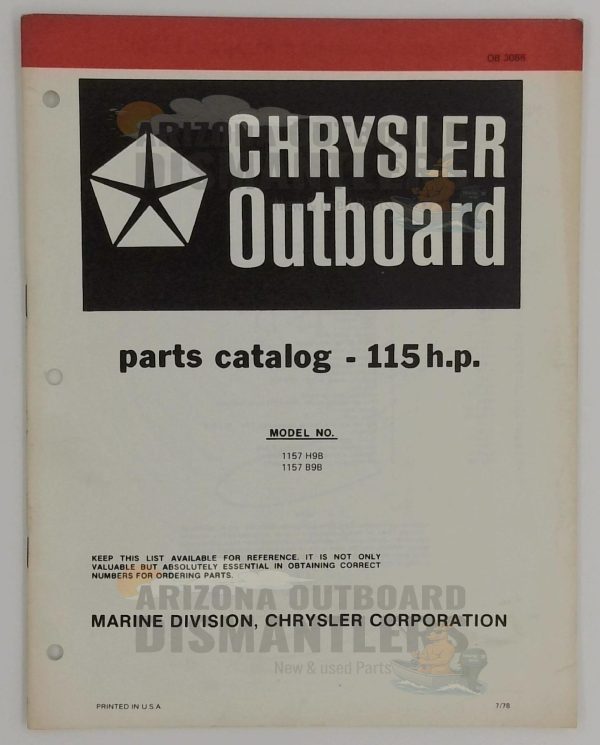 OB 3086
CHRYSLER
Outboard
parts catalog - 115 h.p.
MODEL NO.
1157 H9B
1157 B9B
KEEP THIS LIST AVAILABLE FOR REFERENCE. IT IS NOT ONLY
VALUABLE BUT ABSOLUTELY ESSENTIAL IN OBTAINING CORRECT
NUMBERS FOR ORDERING PARTS.
ARIZONA OUTBOARD
MARINE DIVISION, CHRYSLER CORPORATION
DISMANTLERS
New & used Parts
PRINTED IN U.S.A
7/78